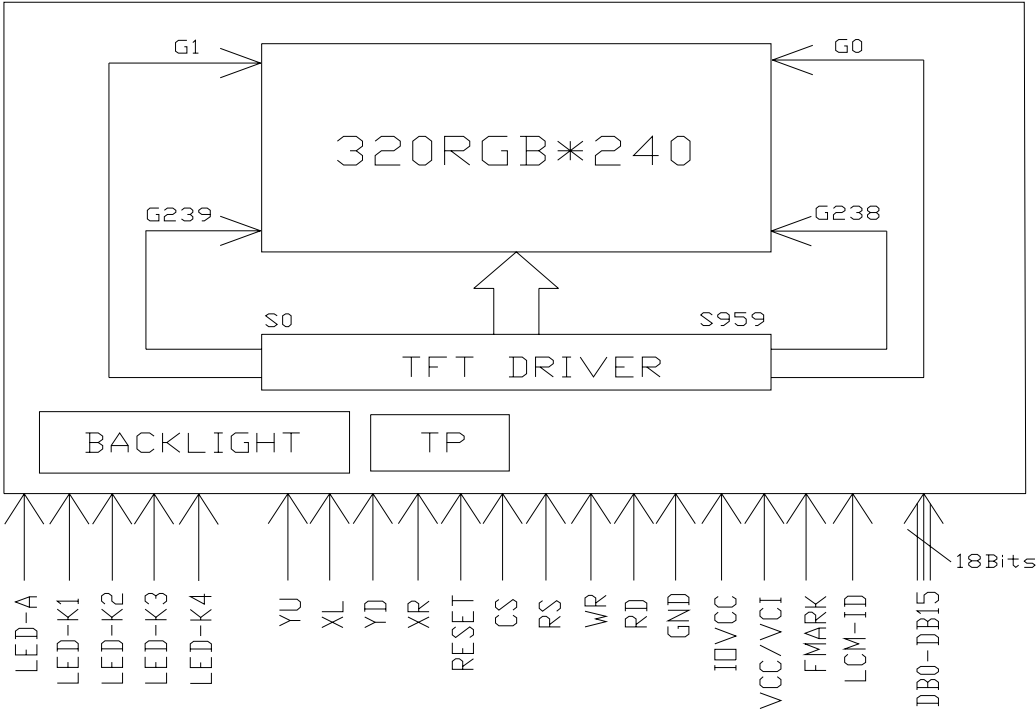 G1
G0
320RGB*240
G239
G238
S0
S959
TFT DRIVER
BACKLIGHT
TP
18Bits
LED-A
LED-K1
LED-K2
LED-K3
LED-K4
YU
XL
YD
XR
RESET
CS
RS
WR
RD
GND
IOVCC
VCC/VCI
FMARK
LCM-ID
DB0-DB15